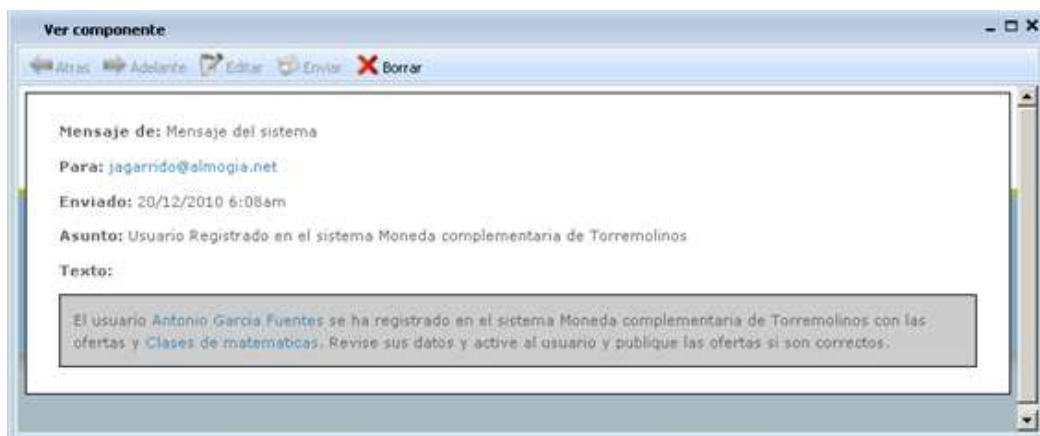 Ver componente
Atras Adelante Editar Enviar Borrar
Mensaje de: Mensaje del sistema
Para: jagarrido@almogia.net
Enviado: 20/12/2010 6:08am
Asunto: Usuario Registrado en el sistema Moneda complementaria de Torremolinos
Texto:
El usuario Antonio Garcia Fuentes se ha registrado en el sistema Moneda complementaria de Torremolinos con las
ofertas y Clases de matematicas. Revise sus datos y active al usuario y publique las ofertas si son correctos.